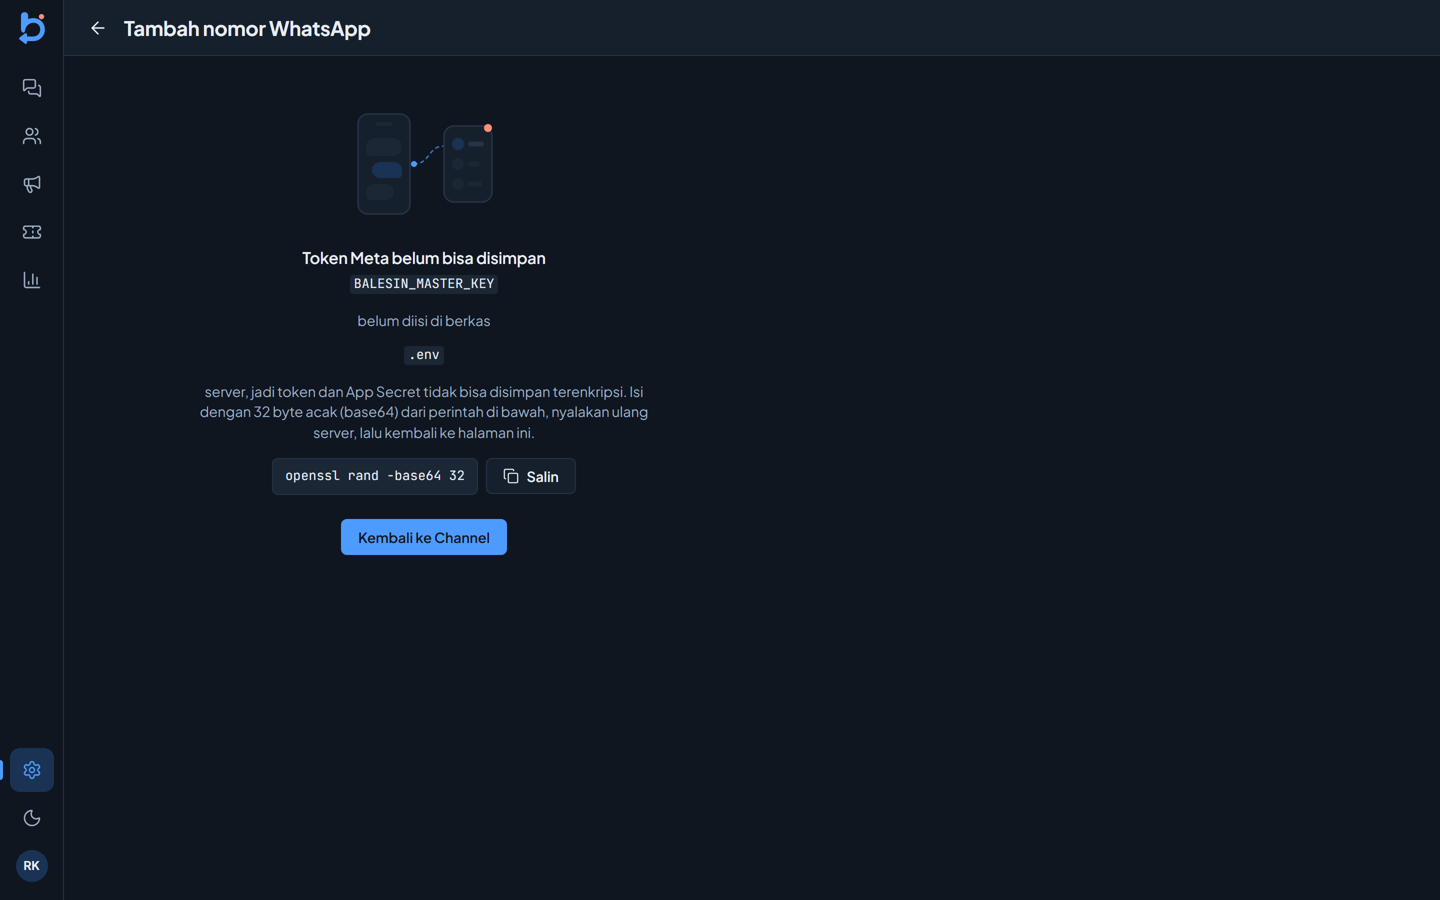 Tambah nomor WhatsApp
Token Meta belum bisa disimpan
BALESIN_MASTER_KEY
belum diisi di berkas
.env
server, jadi token dan App Secret tidak bisa disimpan terenkripsi. Isi
dengan 32 byte acak (base64) dari perintah di bawah, nyalakan ulang
server, lalu kembali ke halaman ini.
openssl rand -base64 32
Salin
Kembali ke Channel
RK